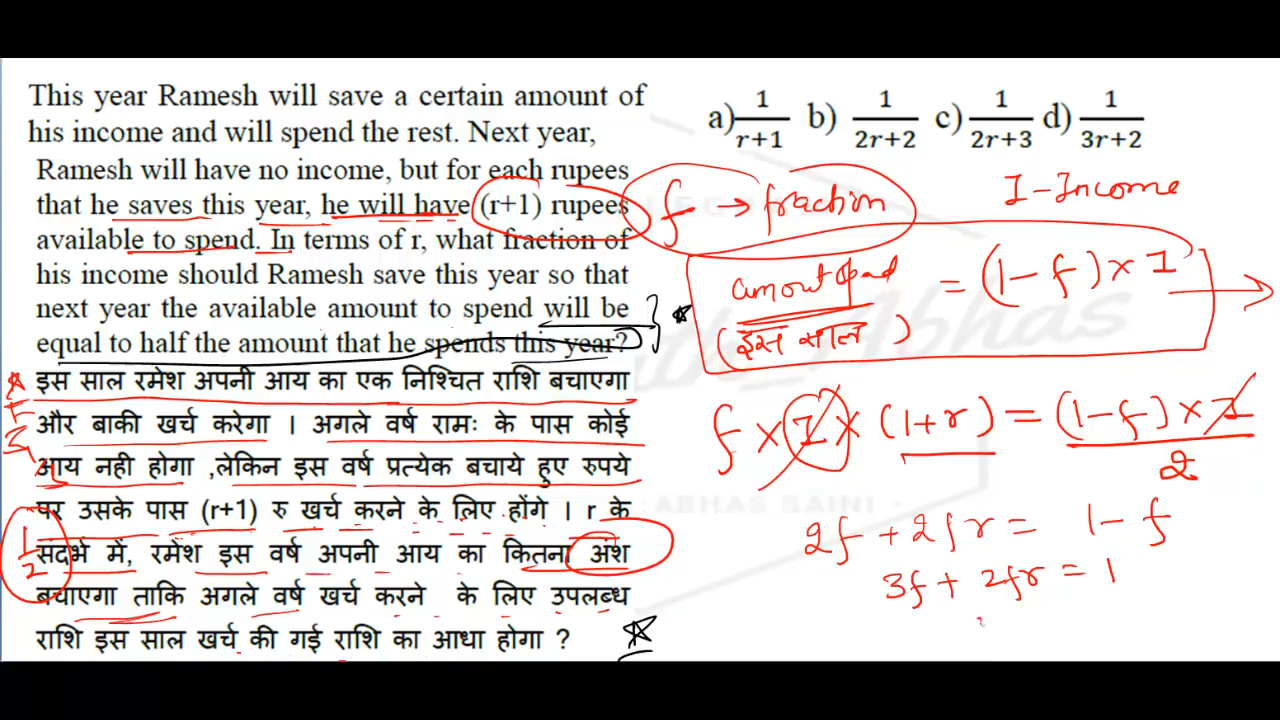 This year Ramesh will save a certain amount of
his income and will spend the rest. Next year,
Ramesh will have no income, but for each rupees
that he saves this year, he will have (r+1) rupees
available to spend. In terms of r, what fraction of
his income should Ramesh save this year so that
next year the available amount to spend will be
equal to half the amount that he spends this year?
इस साल रमेश अपनी आय का एक निश्चित राशि बचाएगा
और बाकी खर्च करेगा । अगले वर्ष रामः के पास कोई
आय नही होगा ,लेकिन इस वर्ष प्रत्येक बचाये हुए रुपये
पर उसके पास (r+1) रु खर्च करने के लिए होंगे । r के
सदर्भ में, रमेश इस वर्ष अपनी आय का कितना अंश
बचाएगा ताकि अगले वर्ष खर्च करने के लिए उपलब्ध
राशि इस साल खर्च की गई राशि का आधा होगा ?
1/2
a) 1/r+1 b) 1/2r+2 c) 1/2r+3 d) 1/3r+2
I - Income
f → fraction
= (1-f) × I
(इस साल)
f × I × (1+r) = (1-f) × I / 2
2f + 2fr = 1 - f
3f + 2fr = 1
ABHAS SAINI -